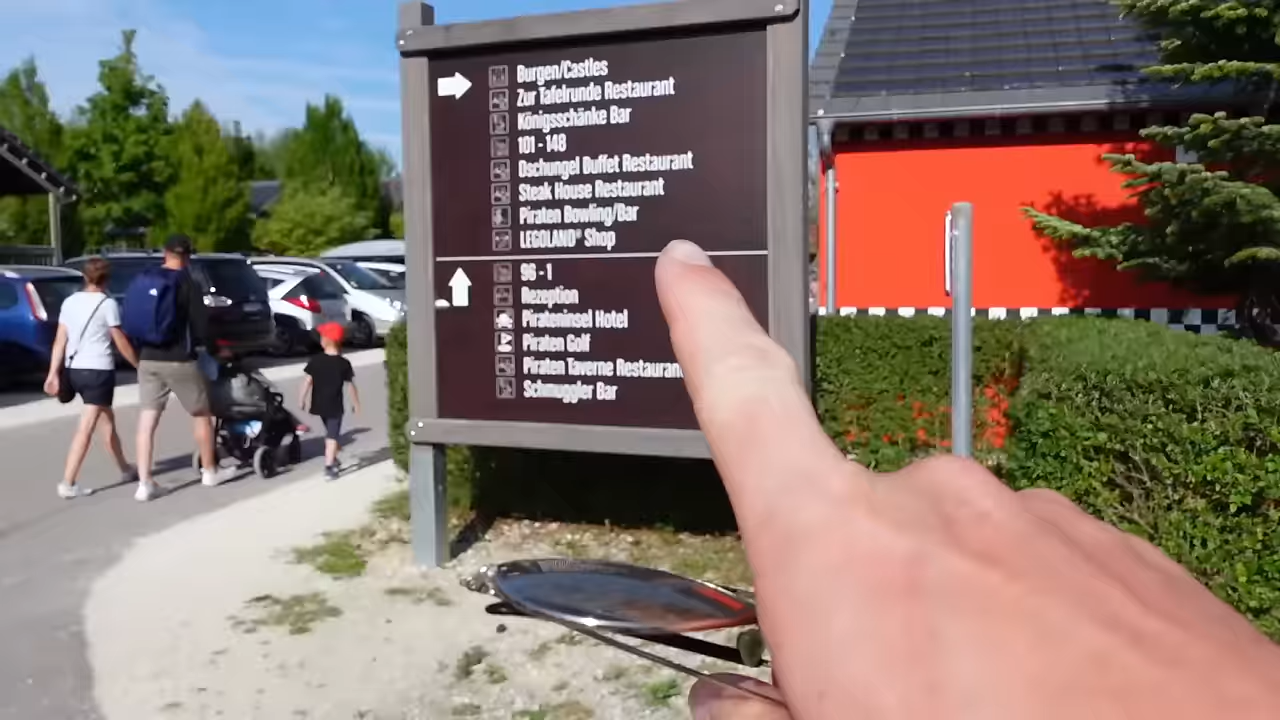 Burgen/Castles
Zur Tafelrunde Restaurant
Königsschänke Bar
101 - 148
Dschungel Buffet Restaurant
Steak House Restaurant
Piraten Bowling/Bar
LEGOLAND® Shop
96 - 1
Rezeption
Pirateninsel Hotel
Piraten Golf
Piraten Taverne Restaurant
Schmuggler Bar